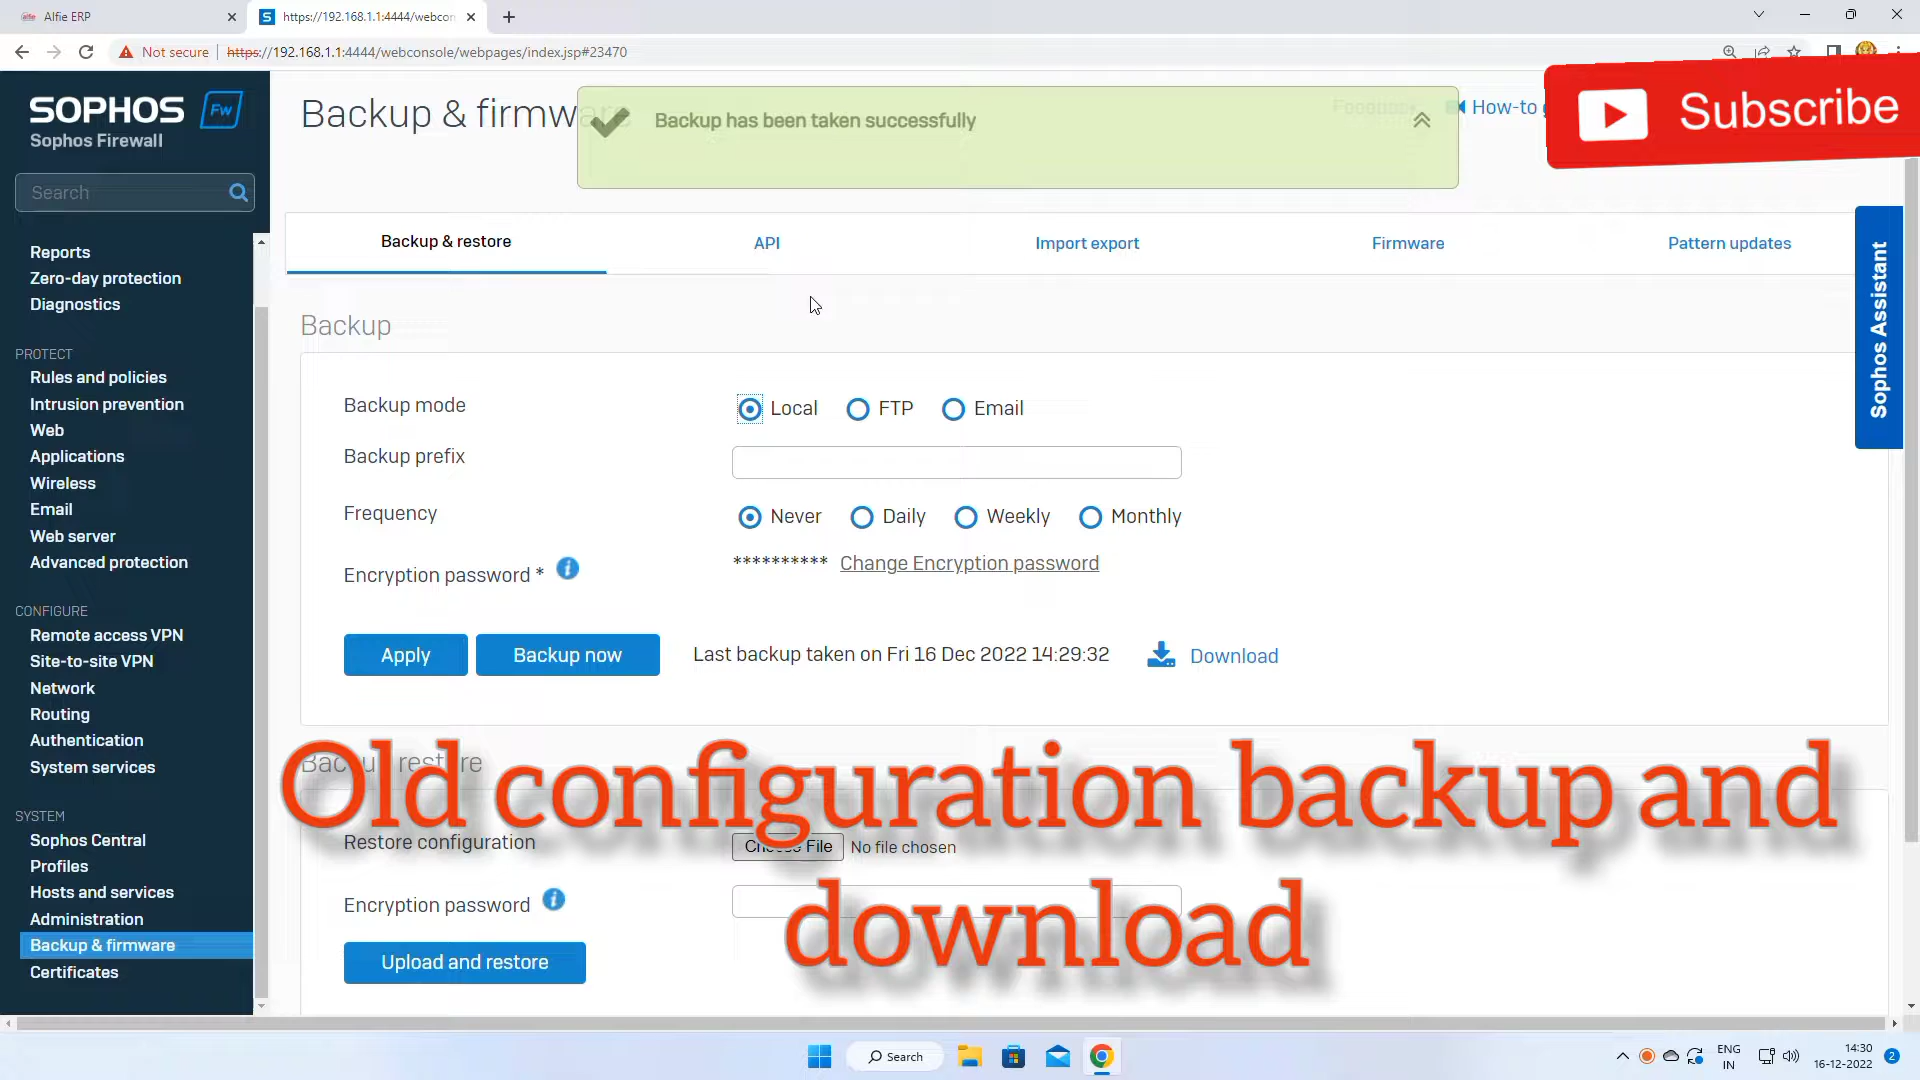 Alfie ERP
https://192.168.1.1:4444/webcon
Not secure
https://192.168.1.1:4444/webconsole/webpages/index.jsp#23470
SOPHOS Fw
Sophos Firewall
Search
Reports
Zero-day protection
Diagnostics
PROTECT
Rules and policies
Intrusion prevention
Web
Applications
Wireless
Email
Web server
Advanced protection
CONFIGURE
Remote access VPN
Site-to-site VPN
Network
Routing
Authentication
System services
SYSTEM
Sophos Central
Profiles
Hosts and services
Administration
Backup & firmware
Certificates
Backup & firmware
Backup has been taken successfully
How-to
Subscribe
Backup & restore API Import export Firmware Pattern updates
Sophos Assistant
Backup
Backup mode Local FTP Email
Backup prefix
Frequency Never Daily Weekly Monthly
Encryption password * ********** Change Encryption password
Apply Backup now Last backup taken on Fri 16 Dec 2022 14:29:32 Download
Backup restore
Old configuration backup and
download
Restore configuration Choose File No file chosen
Encryption password
Upload and restore
Search
ENG
IN
14:30
16-12-2022
2